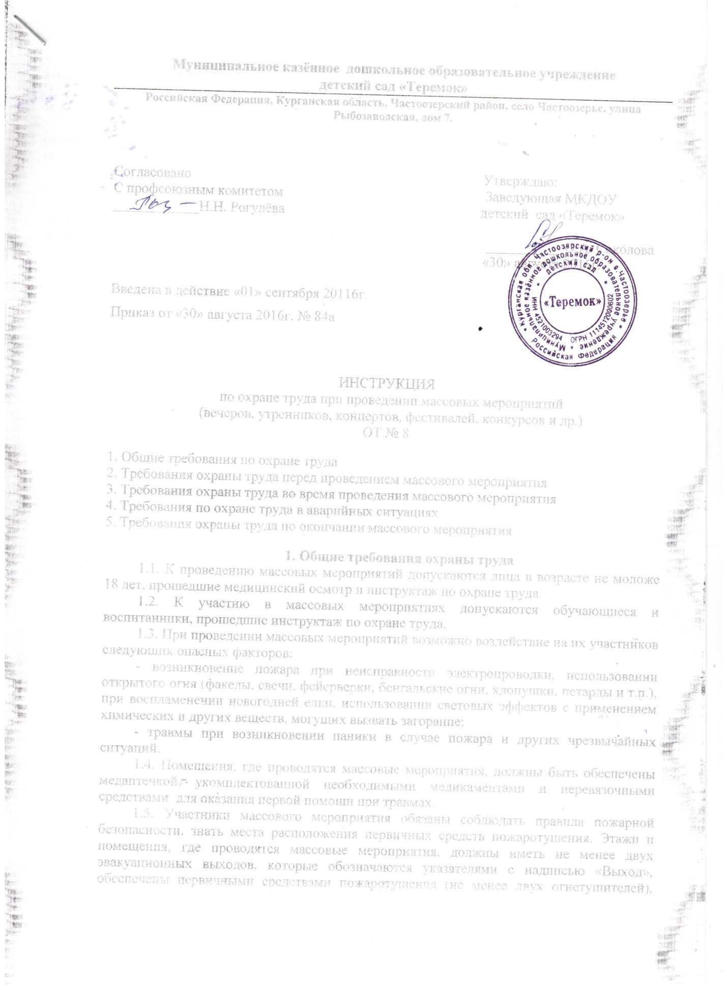 Муниципальное казённое дошкольное образовательное учреждение
детский сад «Теремок»
Российская Федерация, Курганская область, Частоозерский район, село Частоозерье, улица
Рыбозаводская, дом 7.
Согласовано
С профсоюзным комитетом
____________Н.Н. Рогулёва
Утверждаю:
Заведующая МКДОУ
детский сад «Теремок»
__________ Соколова
«30» августа 2016г.
Курганская обл. Частоозерский р-он с.Частоозерье * Российская Федерация *
Муниципальное казённое дошкольное образовательное учреждение *
* детский сад *
ИНН 4521003294 ОГРН 1114512000602
«Теремок»
Введена в действие «01» сентября 20116г.
Приказ от «30» августа 2016г. № 84а
ИНСТРУКЦИЯ
по охране труда при проведении массовых мероприятий
(вечеров, утренников, концертов, фестивалей, конкурсов и др.)
ОТ № 8
1. Общие требования по охране труда
2. Требования охраны труда перед проведением массового мероприятия
3. Требования охраны труда во время проведения массового мероприятия
4. Требования по охране труда в аварийных ситуациях
5. Требования охраны труда по окончании массового мероприятия
1. Общие требования охраны труда
1.1. К проведению массовых мероприятий допускаются лица в возрасте не моложе
18 лет, прошедшие медицинский осмотр и инструктаж по охране труда.
1.2. К участию в массовых мероприятиях допускаются обучающиеся и
воспитанники, прошедшие инструктаж по охране труда.
1.3. При проведении массовых мероприятий возможно воздействие на их участников
следующих опасных факторов:
- возникновение пожара при неисправности электропроводки, использовании
открытого огня (факелы, свечи, фейерверки, бенгальские огни, хлопушки, петарды и т.п.),
при воспламенении новогодней елки, использовании световых эффектов с применением
химических и других веществ, могущих вызвать загорание;
- травмы при возникновении паники в случае пожара и других чрезвычайных
ситуаций.
1.4. Помещения, где проводятся массовые мероприятия, должны быть обеспечены
медаптечкой, укомплектованной необходимыми медикаментами и перевязочными
средствами для оказания первой помощи при травмах.
1.5. Участники массового мероприятия обязаны соблюдать правила пожарной
безопасности, знать места расположения первичных средств пожаротушения. Этажи и
помещения, где проводятся массовые мероприятия, должны иметь не менее двух
эвакуационных выходов, которые обозначаются указателями с надписью «Выход»,
обеспечены первичными средствами пожаротушения (не менее двух огнетушителей),